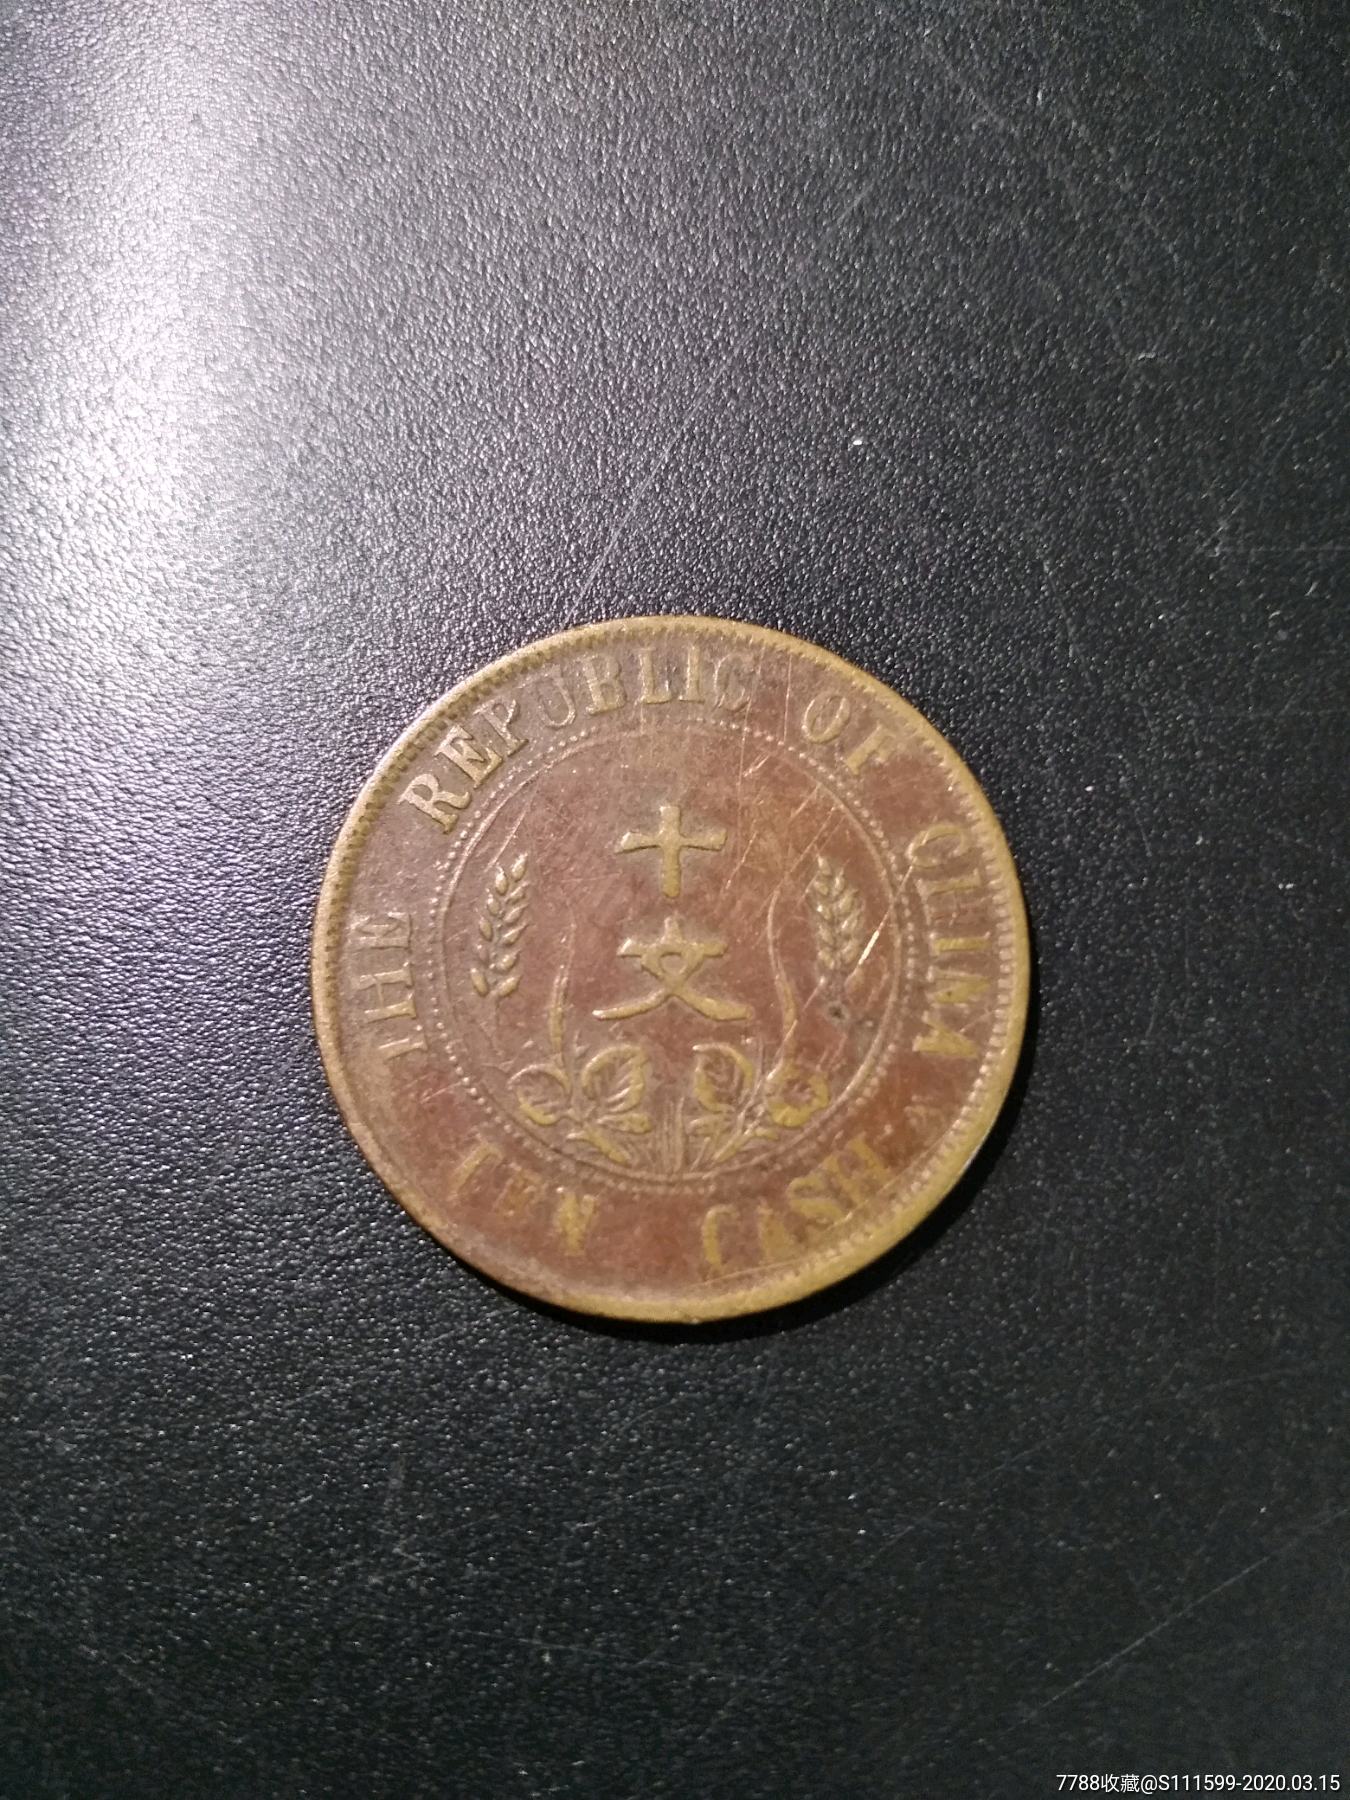 THE REPUBLIC OF CHINA
十
文
TEN CASH
7788收藏@S111599-2020.03.15